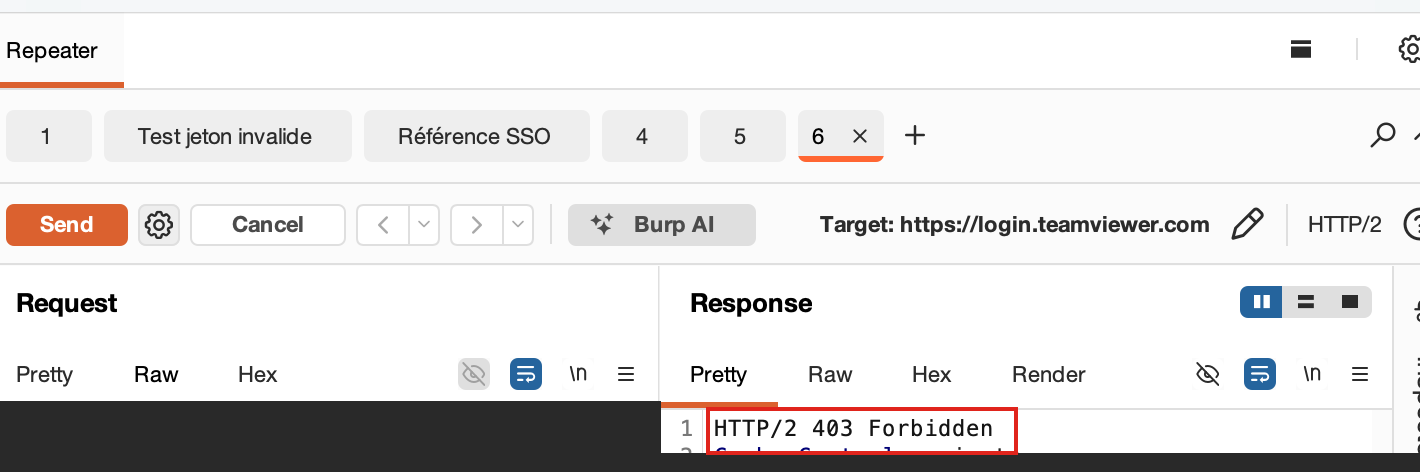 Repeater
1 Test jeton invalide Référence SSO 4 5 6 × +
Send Cancel < > Burp AI Target: https://login.teamviewer.com HTTP/2
Request Response
Pretty Raw Hex \n Pretty Raw Hex Render \n
1 HTTP/2 403 Forbidden